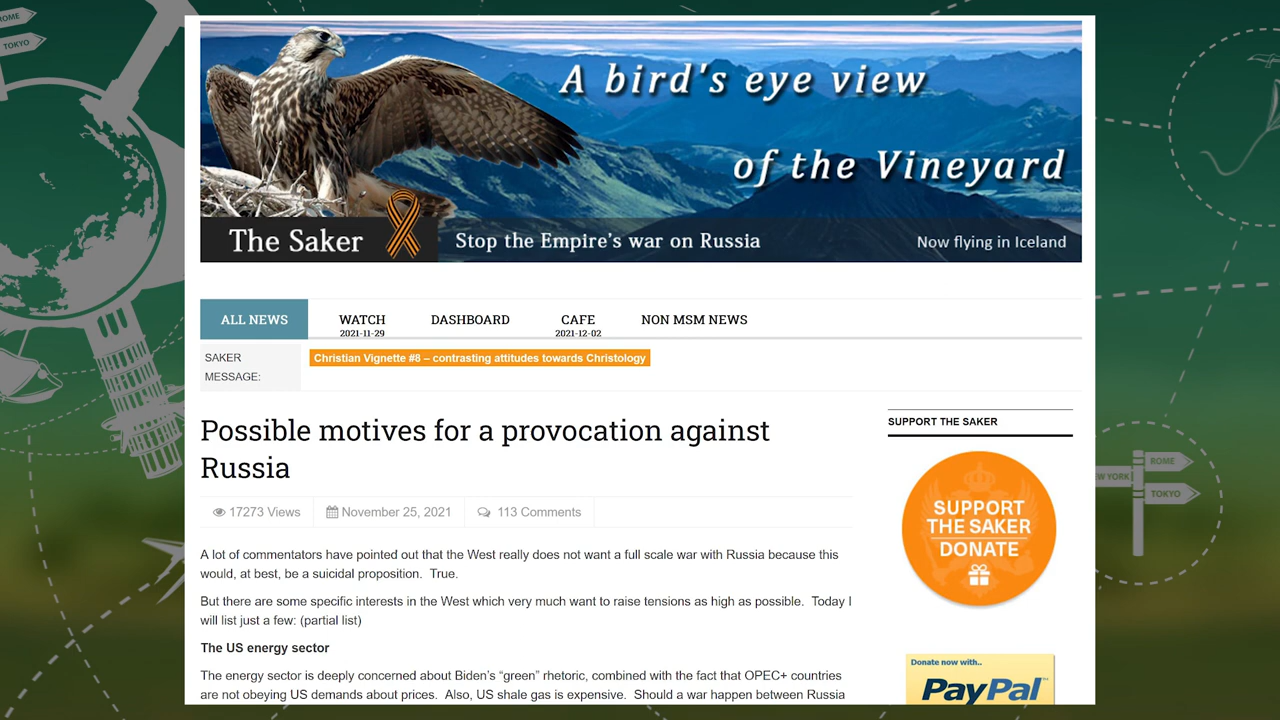 ROME
TOKYO
A bird's eye view
of the Vineyard
The Saker
Stop the Empire's war on Russia
Now flying in Iceland
ALL NEWS
WATCH
2021-11-29
DASHBOARD
CAFE
2021-12-02
NON MSM NEWS
SAKER
MESSAGE:
Christian Vignette #8 – contrasting attitudes towards Christology
Possible motives for a provocation against
Russia
17273 Views
November 25, 2021
113 Comments
A lot of commentators have pointed out that the West really does not want a full scale war with Russia because this
would, at best, be a suicidal proposition. True.
But there are some specific interests in the West which very much want to raise tensions as high as possible. Today I
will list just a few: (partial list)
The US energy sector
The energy sector is deeply concerned about Biden's “green” rhetoric, combined with the fact that OPEC+ countries
are not obeying US demands about prices. Also, US shale gas is expensive. Should a war happen between Russia
SUPPORT THE SAKER
SUPPORT
THE SAKER
DONATE
Donate now with..
PayPal
ROME
EW YORK
TOKYO